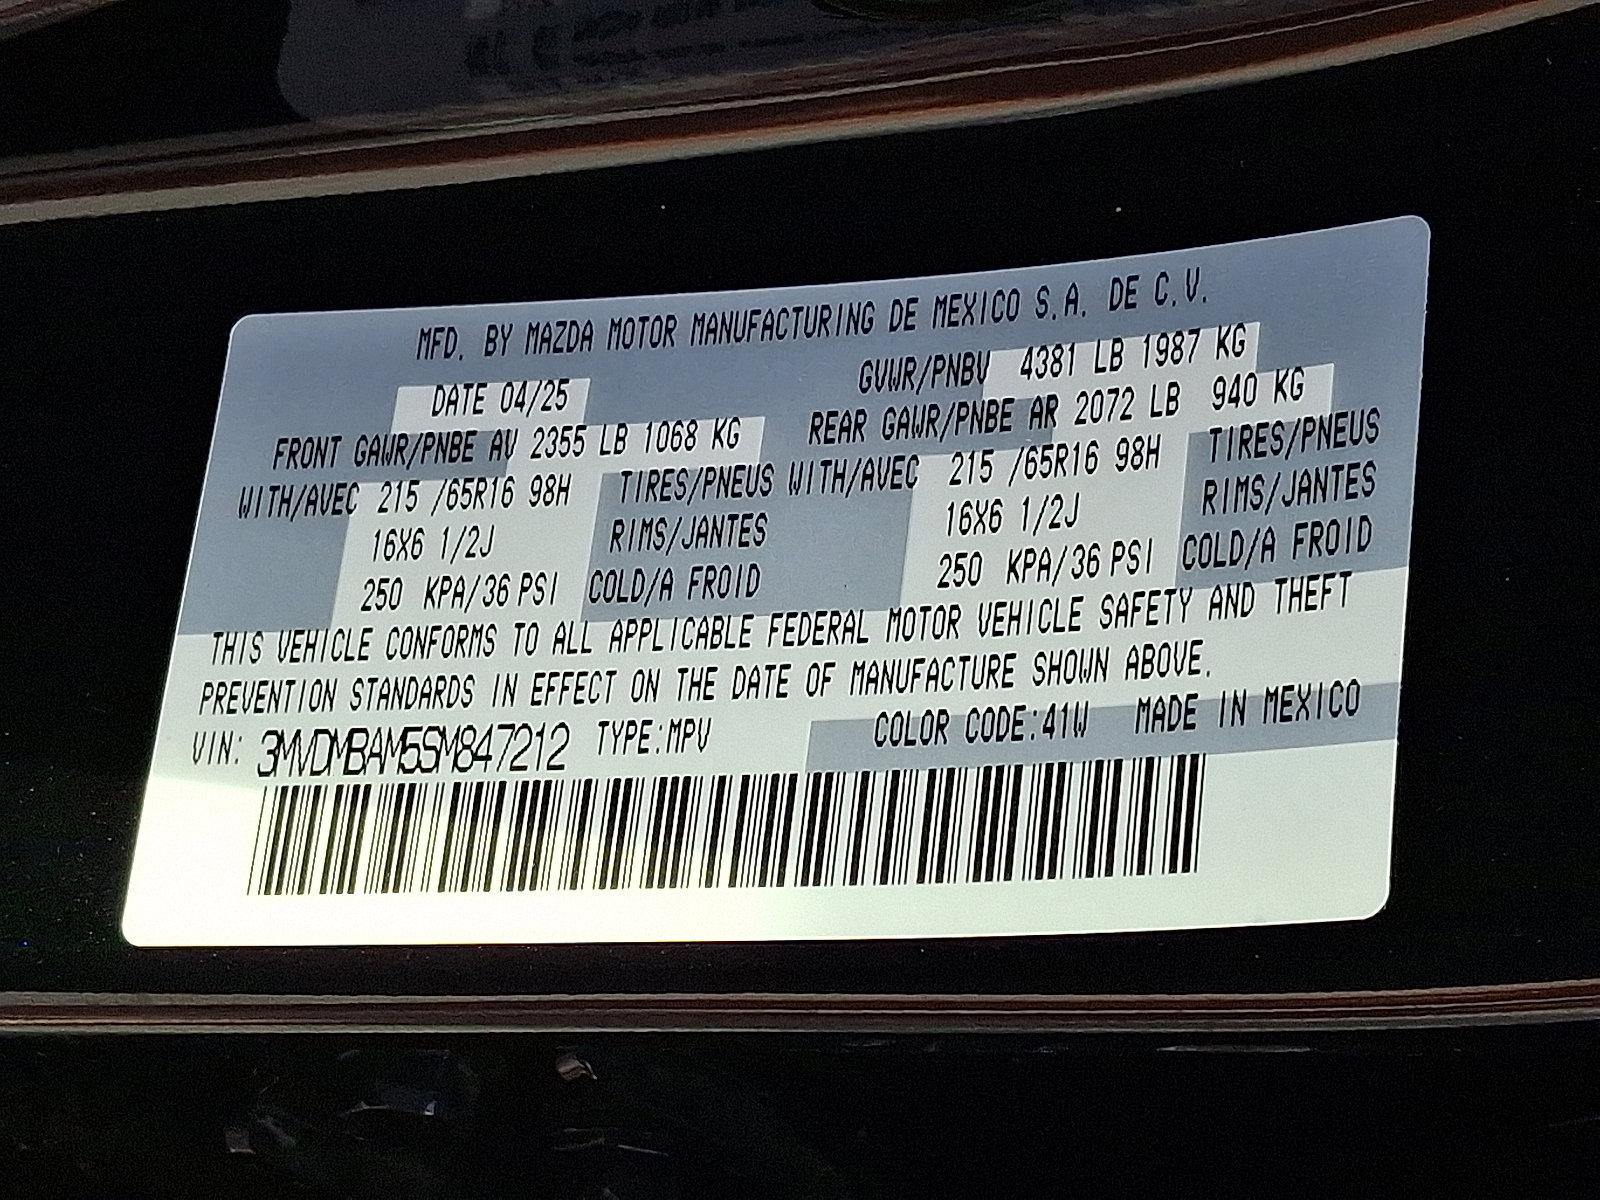 MFD. BY MAZDA MOTOR MANUFACTURING DE MEXICO S.A. DE C.V.
DATE 04/25 GVWR/PNBV 4381 LB 1987 KG
FRONT GAWR/PNBE AV 2355 LB 1068 KG REAR GAWR/PNBE AR 2072 LB 940 KG
WITH/AVEC 215 /65R16 98H TIRES/PNEUS WITH/AVEC 215 /65R16 98H TIRES/PNEUS
16X6 1/2J RIMS/JANTES 16X6 1/2J RIMS/JANTES
250 KPA/36 PSI COLD/A FROID 250 KPA/36 PSI COLD/A FROID
THIS VEHICLE CONFORMS TO ALL APPLICABLE FEDERAL MOTOR VEHICLE SAFETY AND THEFT
PREVENTION STANDARDS IN EFFECT ON THE DATE OF MANUFACTURE SHOWN ABOVE.
VIN: 3MVDMBAM5SM847212 TYPE:MPV COLOR CODE:41W MADE IN MEXICO